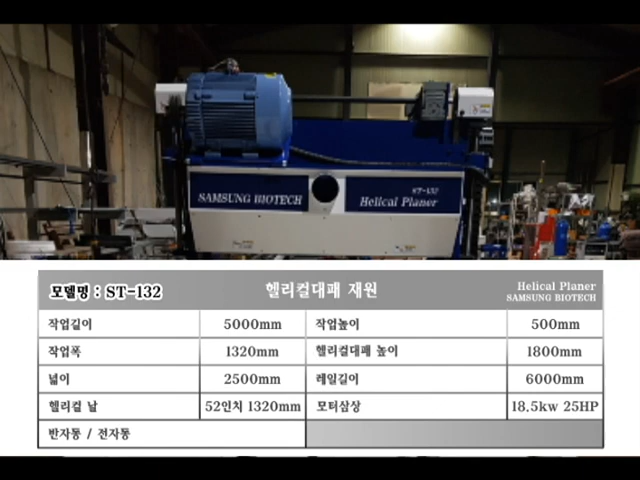 SAMSUNG BIOTECH
ST-132
Helical Planer
모델명 : ST-132
헬리컬대패 재원
Helical Planer
SAMSUNG BIOTECH
작업길이 5000mm 작업높이 500mm
작업폭 1320mm 헬리컬대패 높이 1800mm
넓이 2500mm 레일길이 6000mm
헬리컬 날 52인치 1320mm 모터삼상 18.5kw 25HP
반자동 / 전자통